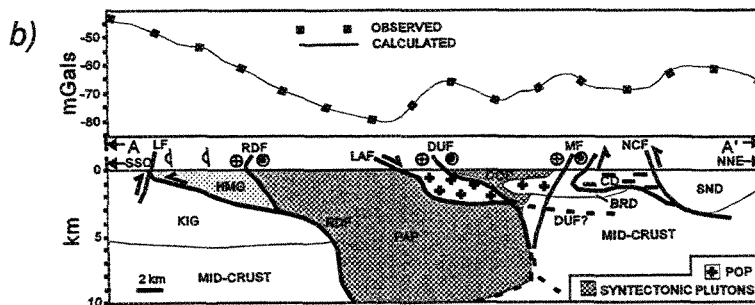 b)
OBSERVED
CALCULATED
-40
-50
-60
-70
-80
mGals
A LF RDF LAF DUF MF NCF A'
SSO NNE
0
5
10
km
HMG
KIG
RDF
PAP
CD
BRD
SND
DUF?
MID-CRUST
MID-CRUST
2 km
POP
SYNTECTONIC PLUTONS